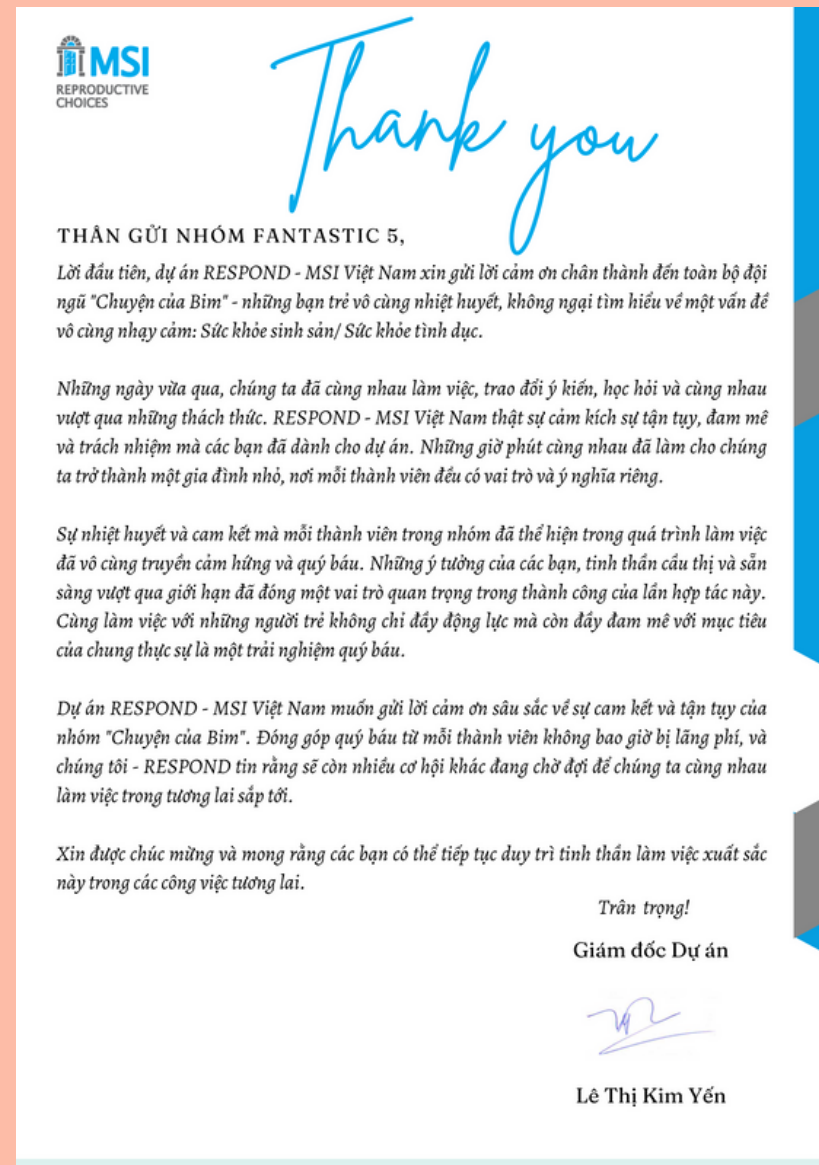 MSI
REPRODUCTIVE
CHOICES
Thank you
THÂN GỬI NHÓM FANTASTIC 5,
Lời đầu tiên, dự án RESPOND - MSI Việt Nam xin gửi lời cảm ơn chân thành đến toàn bộ đội
ngũ "Chuyện của Bim" - những bạn trẻ vô cùng nhiệt huyết, không ngại tìm hiểu về một vấn đề
vô cùng nhạy cảm: Sức khỏe sinh sản/ Sức khỏe tình dục.
Những ngày vừa qua, chúng ta đã cùng nhau làm việc, trao đổi ý kiến, học hỏi và cùng nhau
vượt qua những thách thức. RESPOND - MSI Việt Nam thật sự cảm kích sự tận tụy, đam mê
và trách nhiệm mà các bạn đã dành cho dự án. Những giờ phút cùng nhau đã làm cho chúng
ta trở thành một gia đình nhỏ, nơi mỗi thành viên đều có vai trò và ý nghĩa riêng.
Sự nhiệt huyết và cam kết mà mỗi thành viên trong nhóm đã thể hiện trong quá trình làm việc
đã vô cùng truyền cảm hứng và quý báu. Những ý tưởng của các bạn, tinh thần cầu thị và sẵn
sàng vượt qua giới hạn đã đóng một vai trò quan trọng trong thành công của lần hợp tác này.
Cùng làm việc với những người trẻ không chỉ đầy động lực mà còn đầy đam mê với mục tiêu
của chung thực sự là một trải nghiệm quý báu.
Dự án RESPOND - MSI Việt Nam muốn gửi lời cảm ơn sâu sắc về sự cam kết và tận tụy của
nhóm "Chuyện của Bim". Đóng góp quý báu từ mỗi thành viên không bao giờ bị lãng phí, và
chúng tôi - RESPOND tin rằng sẽ còn nhiều cơ hội khác đang chờ đợi để chúng ta cùng nhau
làm việc trong tương lai sắp tới.
Xin được chúc mừng và mong rằng các bạn có thể tiếp tục duy trì tinh thần làm việc xuất sắc
này trong các công việc tương lai.
Trân trọng!
Giám đốc Dự án
Lê Thị Kim Yến